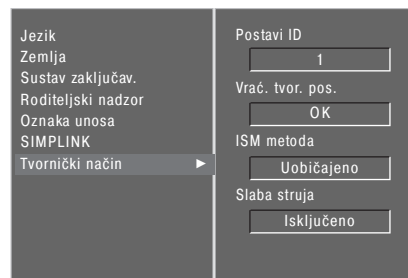 Jezik
Zemlja
Sustav zaključav.
Roditeljski nadzor
Oznaka unosa
SIMPLINK
Tvornički način ►
Postavi ID
1
Vrać. tvor. pos.
OK
ISM metoda
Uobičajeno
Slaba struja
Isključeno